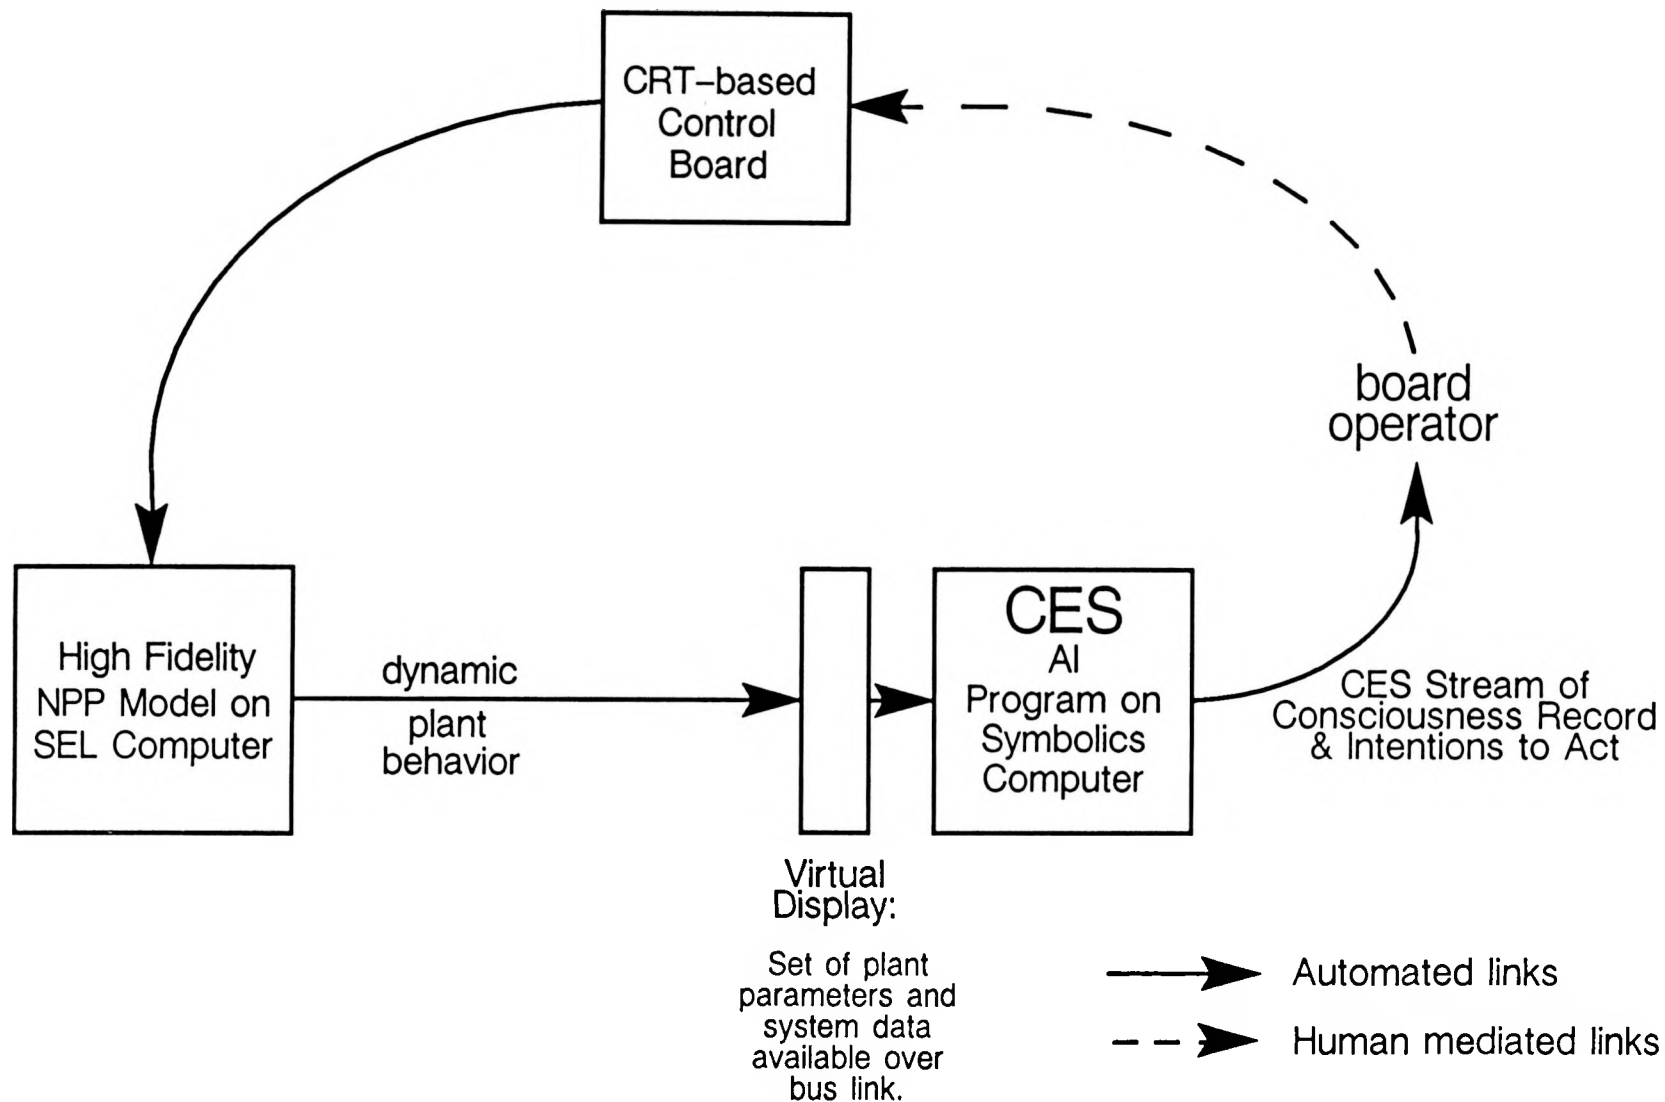 CRT–based
Control
Board
board
operator
High Fidelity
NPP Model on
SEL Computer
dynamic
plant
behavior
CES
AI
Program on
Symbolics
Computer
CES Stream of
Consciousness Record
& Intentions to Act
Virtual
Display:
Set of plant
parameters and
system data
available over
bus link.
Automated links
Human mediated links